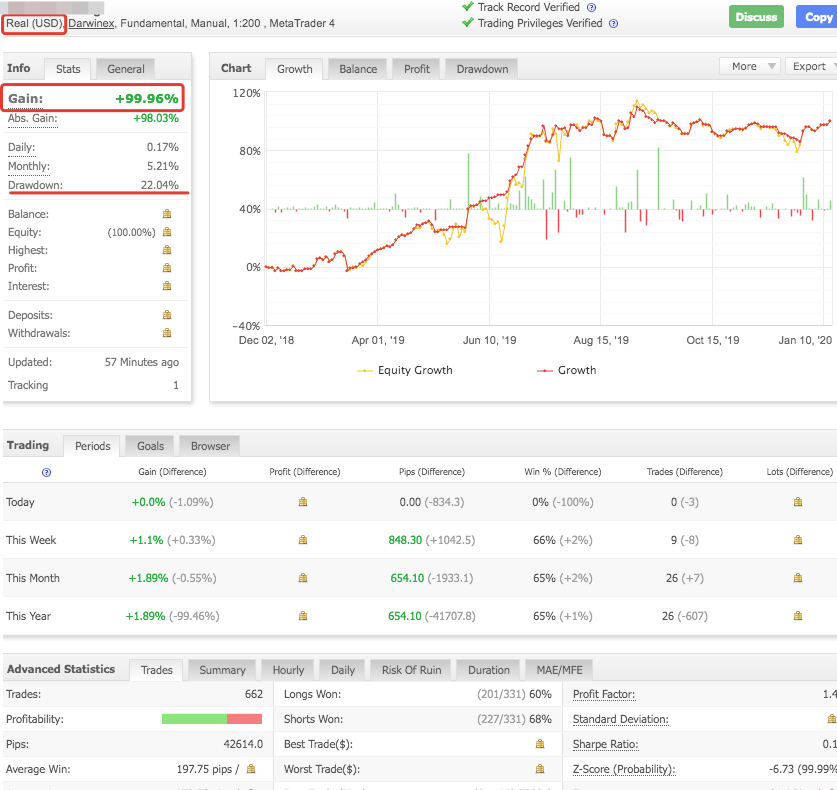 Track Record Verified
Real (USD), Darwinex, Fundamental, Manual, 1:200 , MetaTrader 4
Trading Privileges Verified
Discuss
Copy
Info Stats General
Gain: +99.96%
Abs. Gain: +98.03%
Daily: 0.17%
Monthly: 5.21%
Drawdown: 22.04%
Balance:
Equity: (100.00%)
Highest:
Profit:
Interest:
Deposits:
Withdrawals:
Updated: 57 Minutes ago
Tracking 1
Chart Growth Balance Profit Drawdown More Export
120%
80%
40%
0%
-40%
Dec 02, '18 Apr 01, '19 Jun 10, '19 Aug 15, '19 Oct 15, '19 Jan 10, '20
Equity Growth Growth
Trading Periods Goals Browser
Gain (Difference) Profit (Difference) Pips (Difference) Win % (Difference) Trades (Difference) Lots (Difference)
Today +0.0% (-1.09%) 0.00 (-834.3) 0% (-100%) 0 (-3)
This Week +1.1% (+0.33%) 848.30 (+1042.5) 66% (+2%) 9 (-8)
This Month +1.89% (-0.55%) 654.10 (-1933.1) 65% (+2%) 26 (+7)
This Year +1.89% (-99.46%) 654.10 (-41707.8) 65% (+1%) 26 (-607)
Advanced Statistics Trades Summary Hourly Daily Risk Of Ruin Duration MAE/MFE
Trades: 662 Longs Won: (201/331) 60% Profit Factor: 1.4
Profitability: Shorts Won: (227/331) 68% Standard Deviation:
Pips: 42614.0 Best Trade($): Sharpe Ratio: 0.1
Average Win: 197.75 pips / Worst Trade($): Z-Score (Probability): -6.73 (99.99%